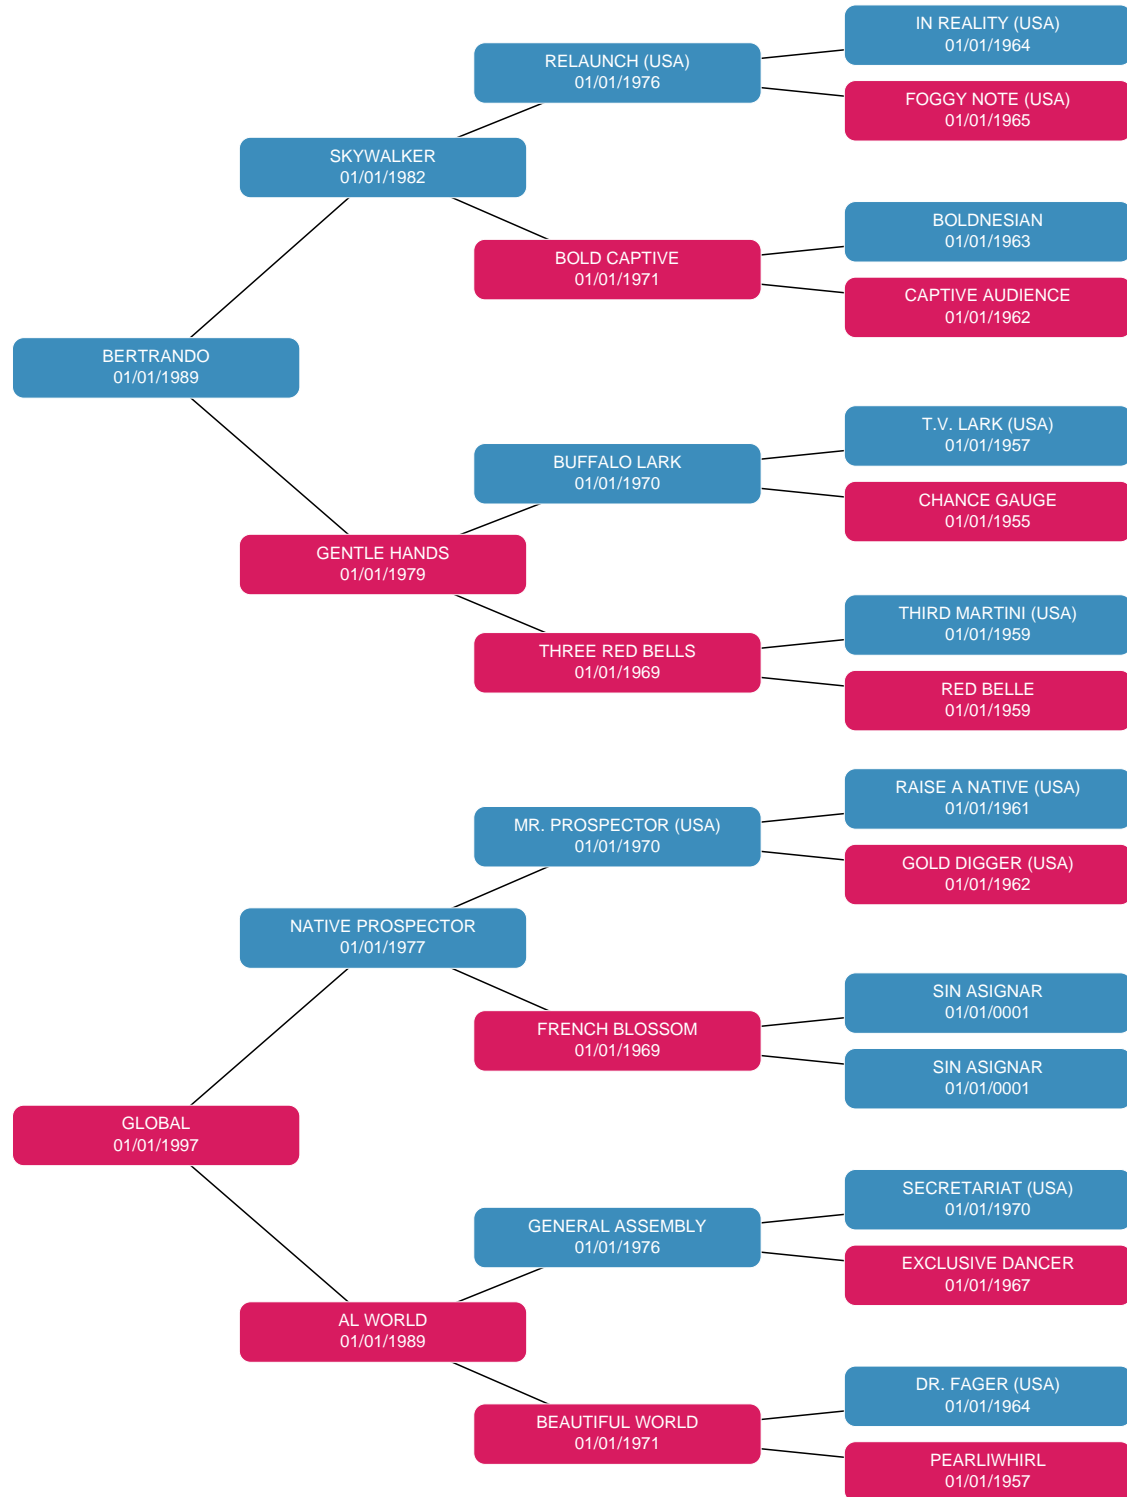 IN REALITY (USA)
01/01/1964
RELAUNCH (USA)
01/01/1976
FOGGY NOTE (USA)
01/01/1965
SKYWALKER
01/01/1982
BOLDNESIAN
01/01/1963
BOLD CAPTIVE
01/01/1971
CAPTIVE AUDIENCE
01/01/1962
BERTRANDO
01/01/1989
T.V. LARK (USA)
01/01/1957
BUFFALO LARK
01/01/1970
CHANCE GAUGE
01/01/1955
GENTLE HANDS
01/01/1979
THIRD MARTINI (USA)
01/01/1959
THREE RED BELLS
01/01/1969
RED BELLE
01/01/1959
RAISE A NATIVE (USA)
01/01/1961
MR. PROSPECTOR (USA)
01/01/1970
GOLD DIGGER (USA)
01/01/1962
NATIVE PROSPECTOR
01/01/1977
SIN ASIGNAR
01/01/0001
FRENCH BLOSSOM
01/01/1969
SIN ASIGNAR
01/01/0001
GLOBAL
01/01/1997
SECRETARIAT (USA)
01/01/1970
GENERAL ASSEMBLY
01/01/1976
EXCLUSIVE DANCER
01/01/1967
AL WORLD
01/01/1989
DR. FAGER (USA)
01/01/1964
BEAUTIFUL WORLD
01/01/1971
PEARLIWHIRL
01/01/1957